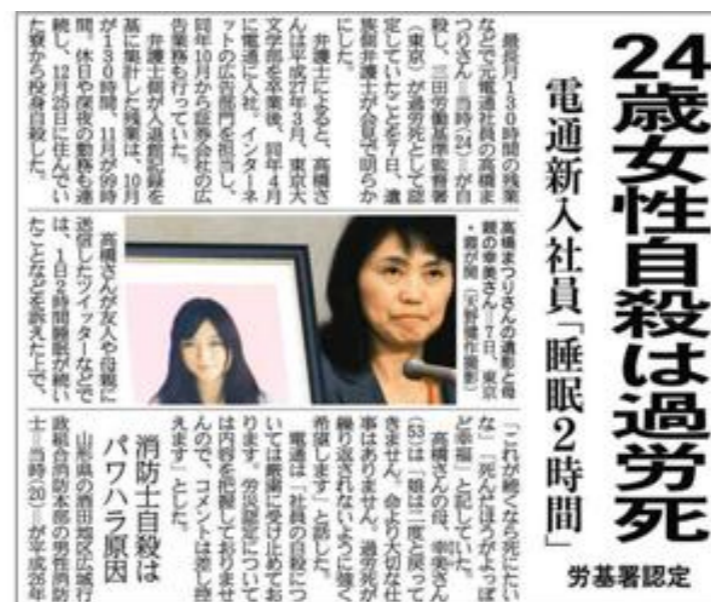 24歳女性自殺は過労死
電通新入社員「睡眠2時間」
労基署認定
最長月130時間の残業
などで元電通社員の高橋ま
つりさん＝当時(24)＝が自
殺し、三田労働基準監督署
(東京)が過労死として認
定していたことを7日、遺
族側弁護士が会見で明らか
にした。
弁護士によると、高橋さ
んは平成27年3月、東京大
文学部を卒業後、同年4月
に電通に入社。インターネ
ットの広告部門を担当し、
同年10月から証券会社の広
告業務も行っていた。
弁護士側が入退館記録を
基に集計した残業は、10月
が130時間、11月が99時
間。休日や深夜の勤務も連
続し、12月25日に住んでい
た寮から投身自殺した。
高橋まつりさんの遺影と母
親の幸美さん＝7日、東京
・霞が関（天野健作撮影）
高橋さんが友人や母親に
送信したツイッターなどで
は、1日2時間睡眠が続い
たことなどを訴えた上で、
「これが続くなら死にたい
な」「死んだほうがよっぽ
ど幸福」と記していた。
高橋さんの母、幸美さん
(53)は「娘は二度と戻って
きません。命より大切な仕
事はありません。過労死が
繰り返されないように強く
希望します」と話した。
電通は「社員の自殺につ
いては厳粛に受け止めてお
ります。労災認定について
は内容を把握しておりませ
んので、コメントは差し控
えます」とした。
消防士自殺は
パワハラ原因
山形県の酒田地区広域行
政組合消防本部の男性消防
士＝当時(20)＝が平成26年